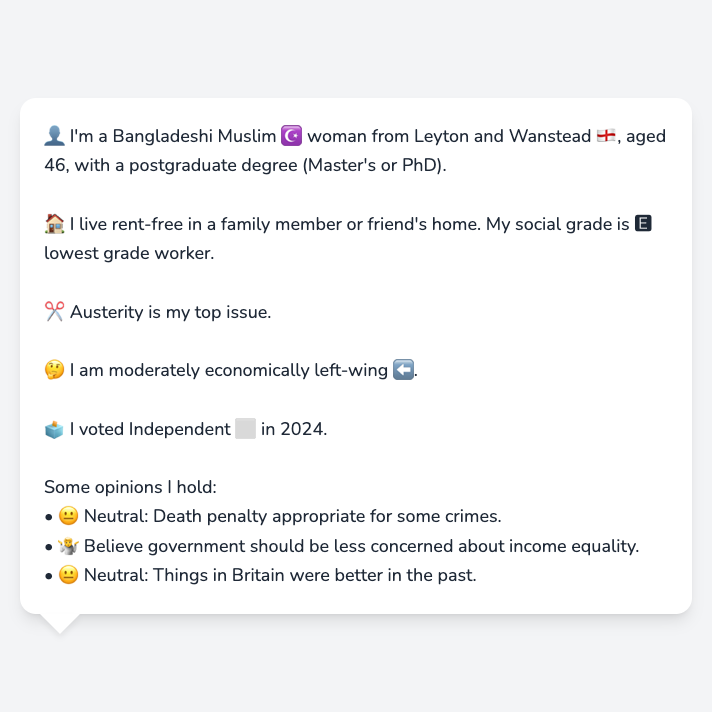 👤 I'm a Bangladeshi Muslim ☪️ woman from Leyton and Wanstead 🏴󠁧󠁢󠁥󠁮󠁧󠁿, aged
46, with a postgraduate degree (Master's or PhD).
🏠 I live rent-free in a family member or friend's home. My social grade is 🅴
lowest grade worker.
✂️ Austerity is my top issue.
🤔 I am moderately economically left-wing ⬅️.
🗳️ I voted Independent ⬜ in 2024.
Some opinions I hold:
• 😐 Neutral: Death penalty appropriate for some crimes.
• 🤷 Believe government should be less concerned about income equality.
• 😐 Neutral: Things in Britain were better in the past.